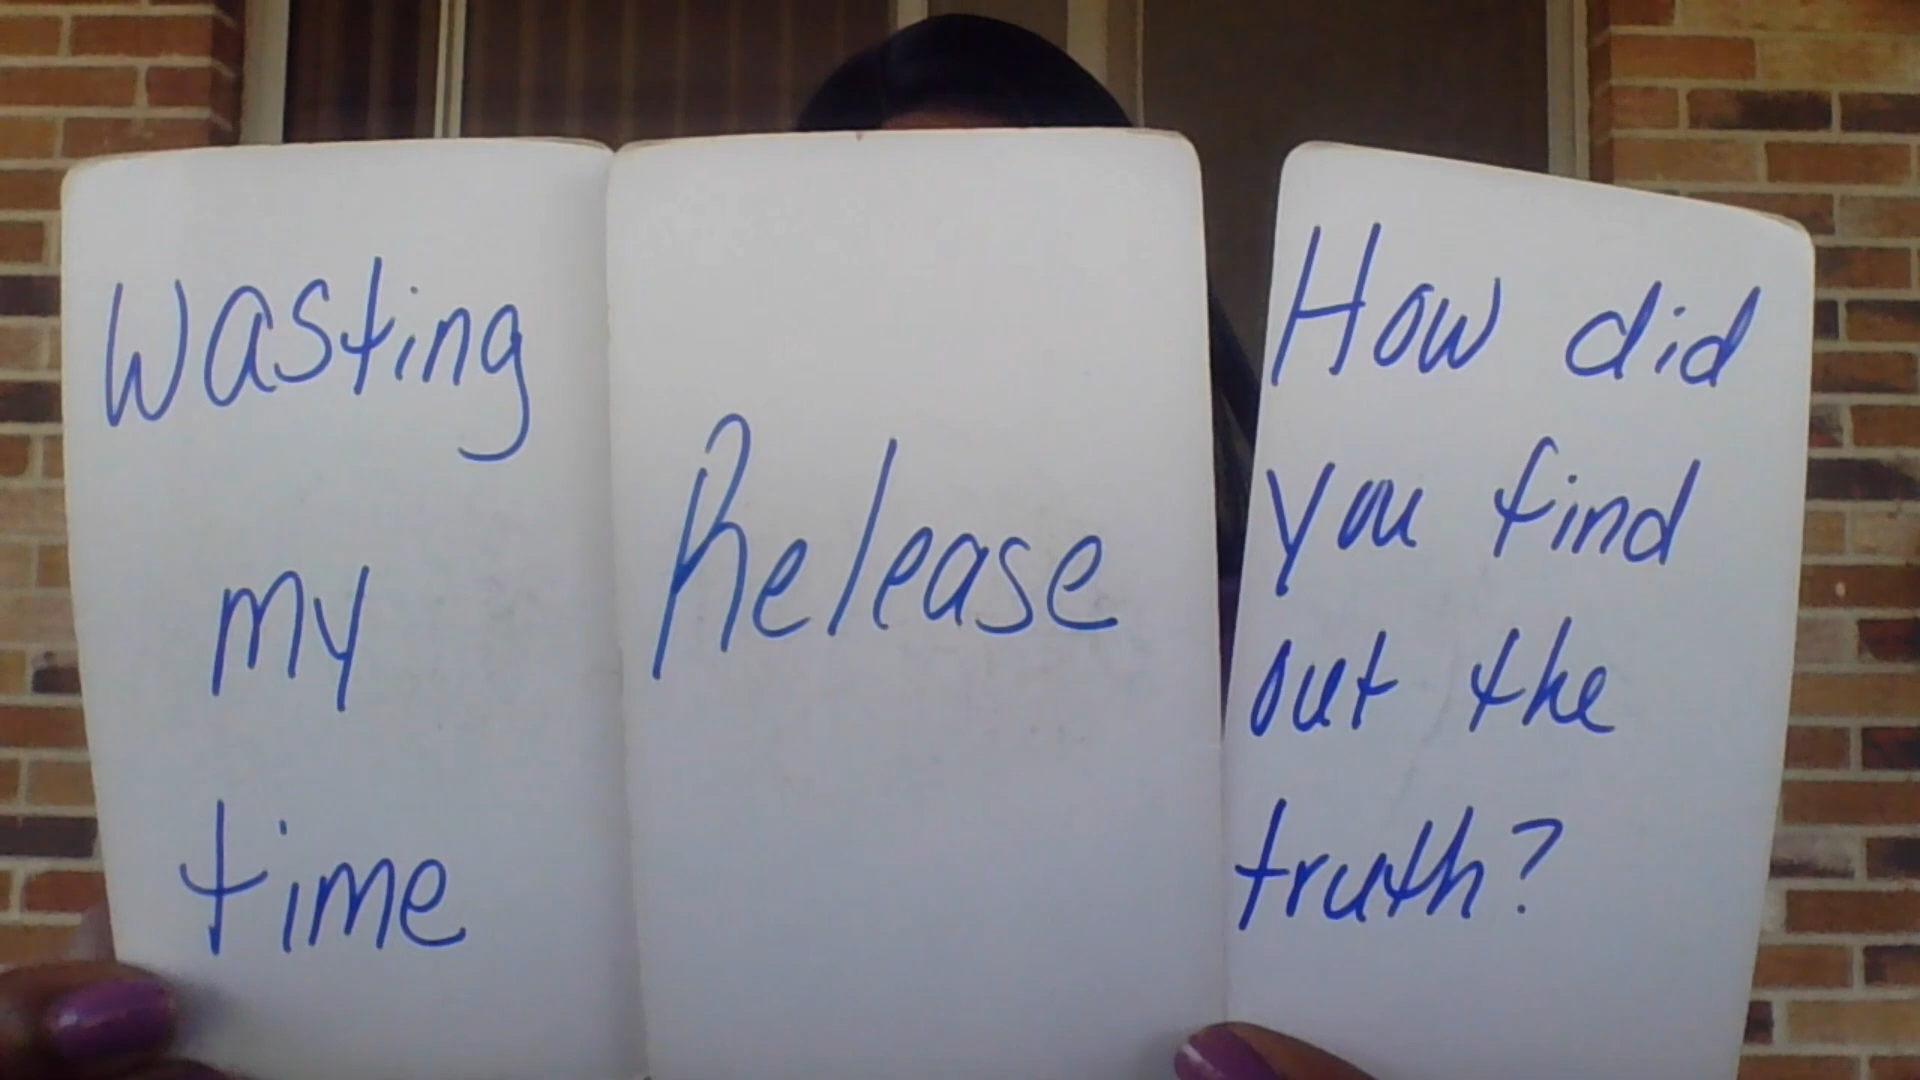 Wasting
my
time
Release
How did
you find
out the
truth?